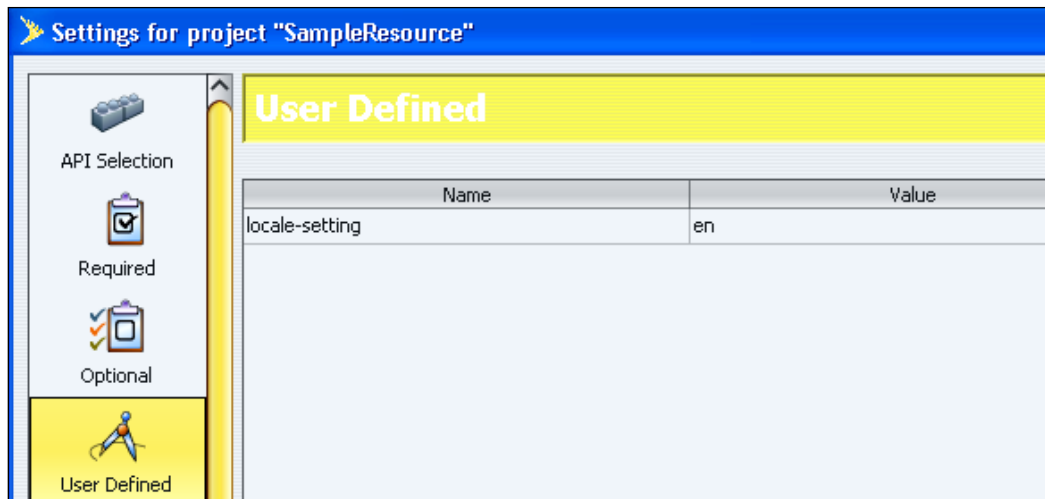 Settings for project "SampleResource"
API Selection
Required
Optional
User Defined
User Defined
Name Value
locale-setting en